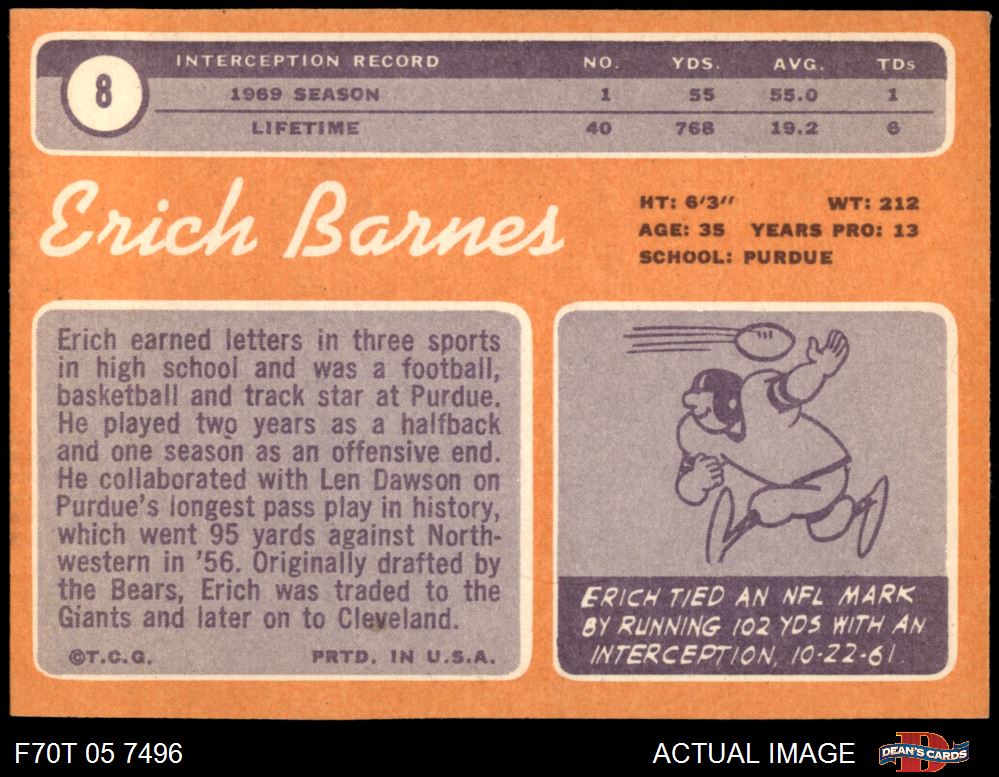 8
INTERCEPTION RECORD NO. YDS. AVG. TDs
1969 SEASON 1 55 55.0 1
LIFETIME 40 768 19.2 6
Erich Barnes
HT: 6'3" WT: 212
AGE: 35 YEARS PRO: 13
SCHOOL: PURDUE
Erich earned letters in three sports
in high school and was a football,
basketball and track star at Purdue.
He played two years as a halfback
and one season as an offensive end.
He collaborated with Len Dawson on
Purdue's longest pass play in history,
which went 95 yards against North-
western in '56. Originally drafted by
the Bears, Erich was traded to the
Giants and later on to Cleveland.
©T.C.G. PRTD. IN U.S.A.
ERICH TIED AN NFL MARK
BY RUNNING 102 YDS WITH AN
INTERCEPTION, 10-22-61.
F70T 05 7496
ACTUAL IMAGE
DEAN'S CARDS